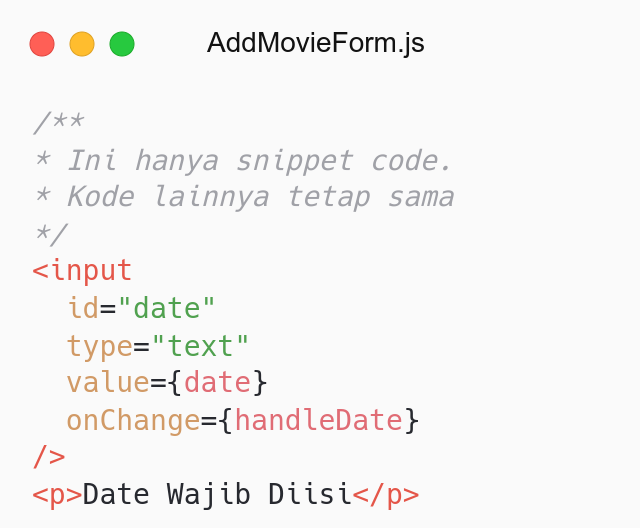 AddMovieForm.js
/**
* Ini hanya snippet code.
* Kode lainnya tetap sama
*/
<input
  id="date"
  type="text"
  value={date}
  onChange={handleDate}
/>
<p>Date Wajib Diisi</p>